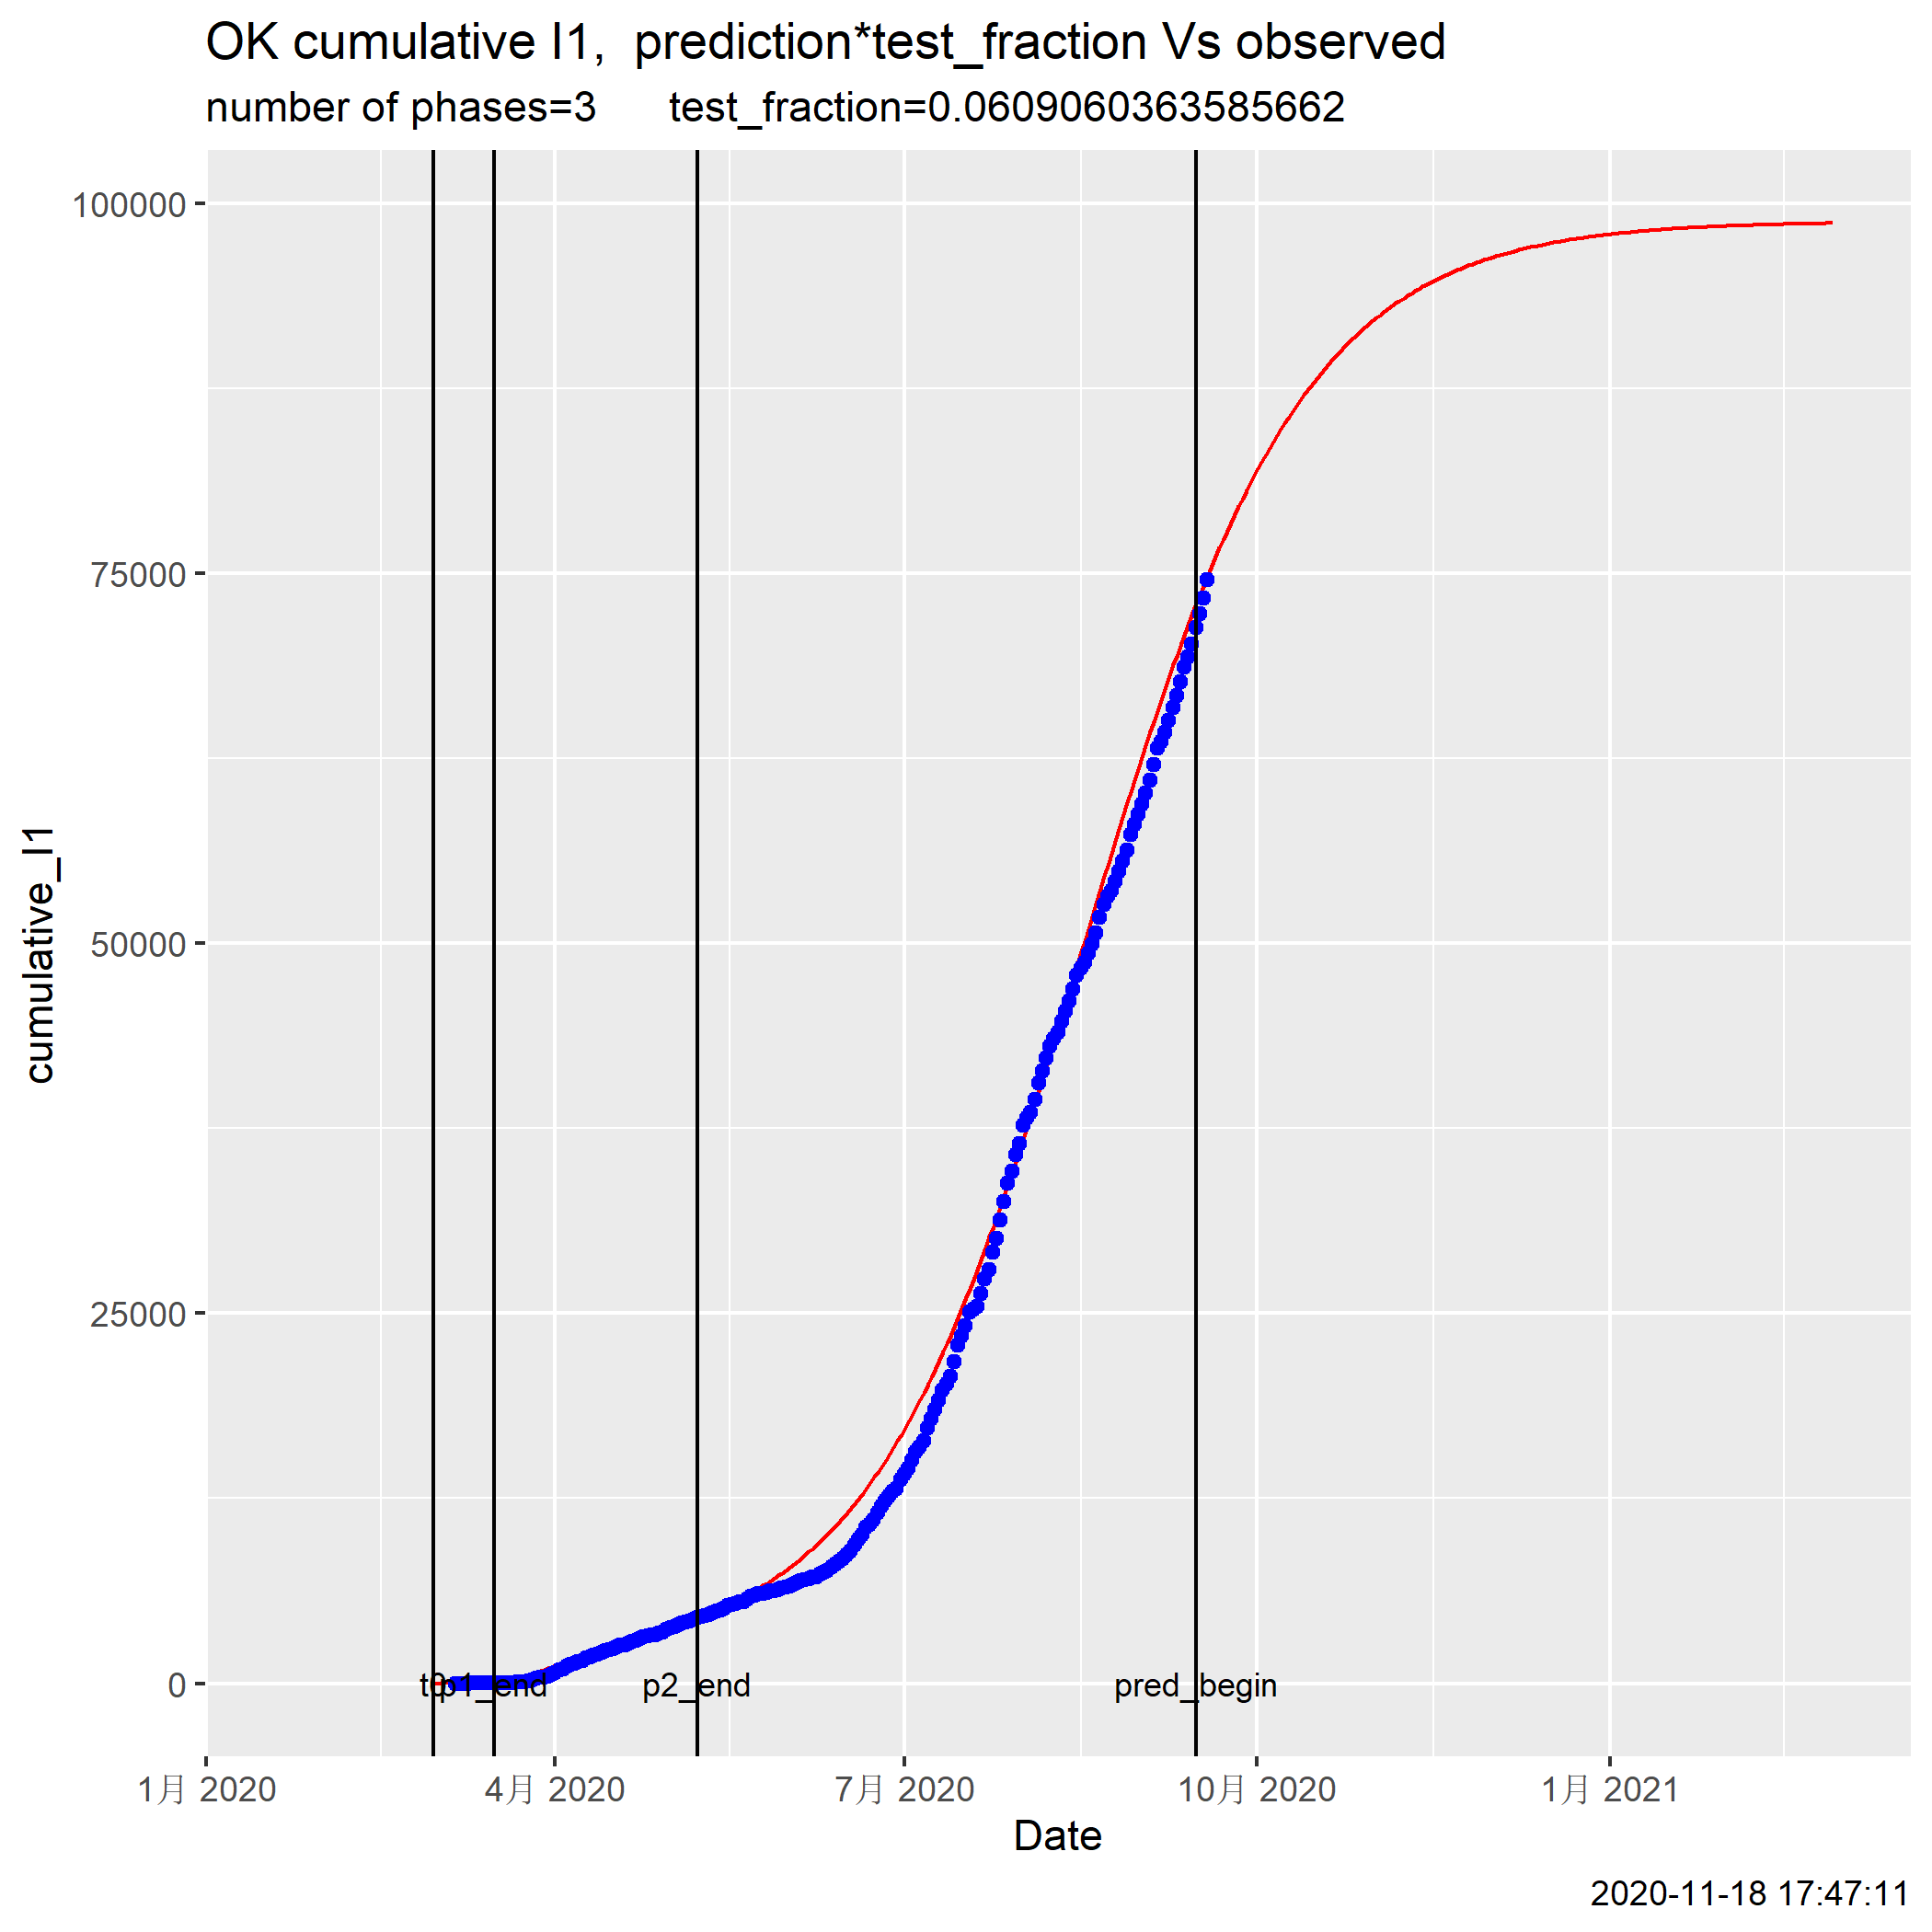 OK cumulative I1,  prediction*test_fraction Vs observed
number of phases=3      test_fraction=0.0609060363585662
100000
75000
50000
25000
0
cumulative_I1
t0
p1_end
p2_end
pred_begin
1月 2020
4月 2020
7月 2020
10月 2020
1月 2021
Date
2020-11-18 17:47:11